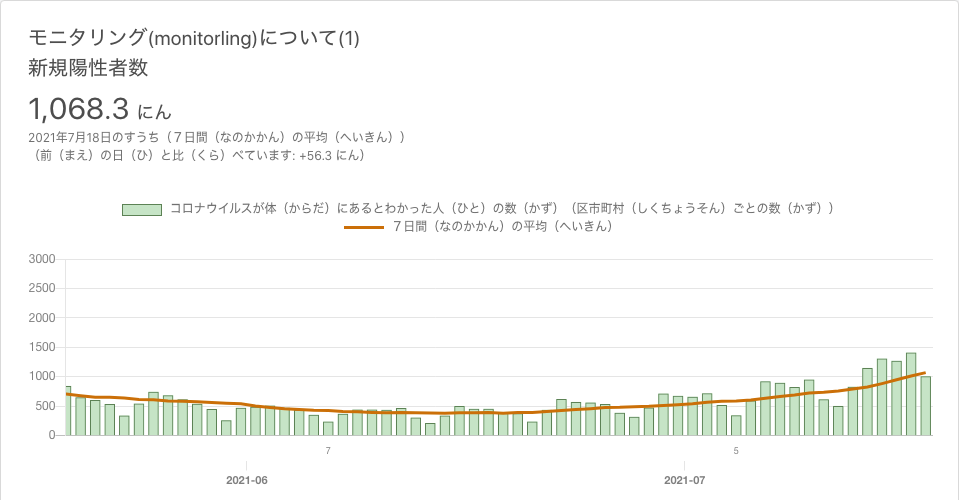 モニタリング(monitorling)について(1)
新規陽性者数
1,068.3 にん
2021年7月18日のすうち（７日間（なのかかん）の平均（へいきん））
（前（まえ）の日（ひ）と比（くら）べています: +56.3 にん）
コロナウイルスが体（からだ）にあるとわかった人（ひと）の数（かず）（区市町村（しくちょうそん）ごとの数（かず））
７日間（なのかかん）の平均（へいきん）
3000
2500
2000
1500
1000
500
0
7 5
2021-06 2021-07